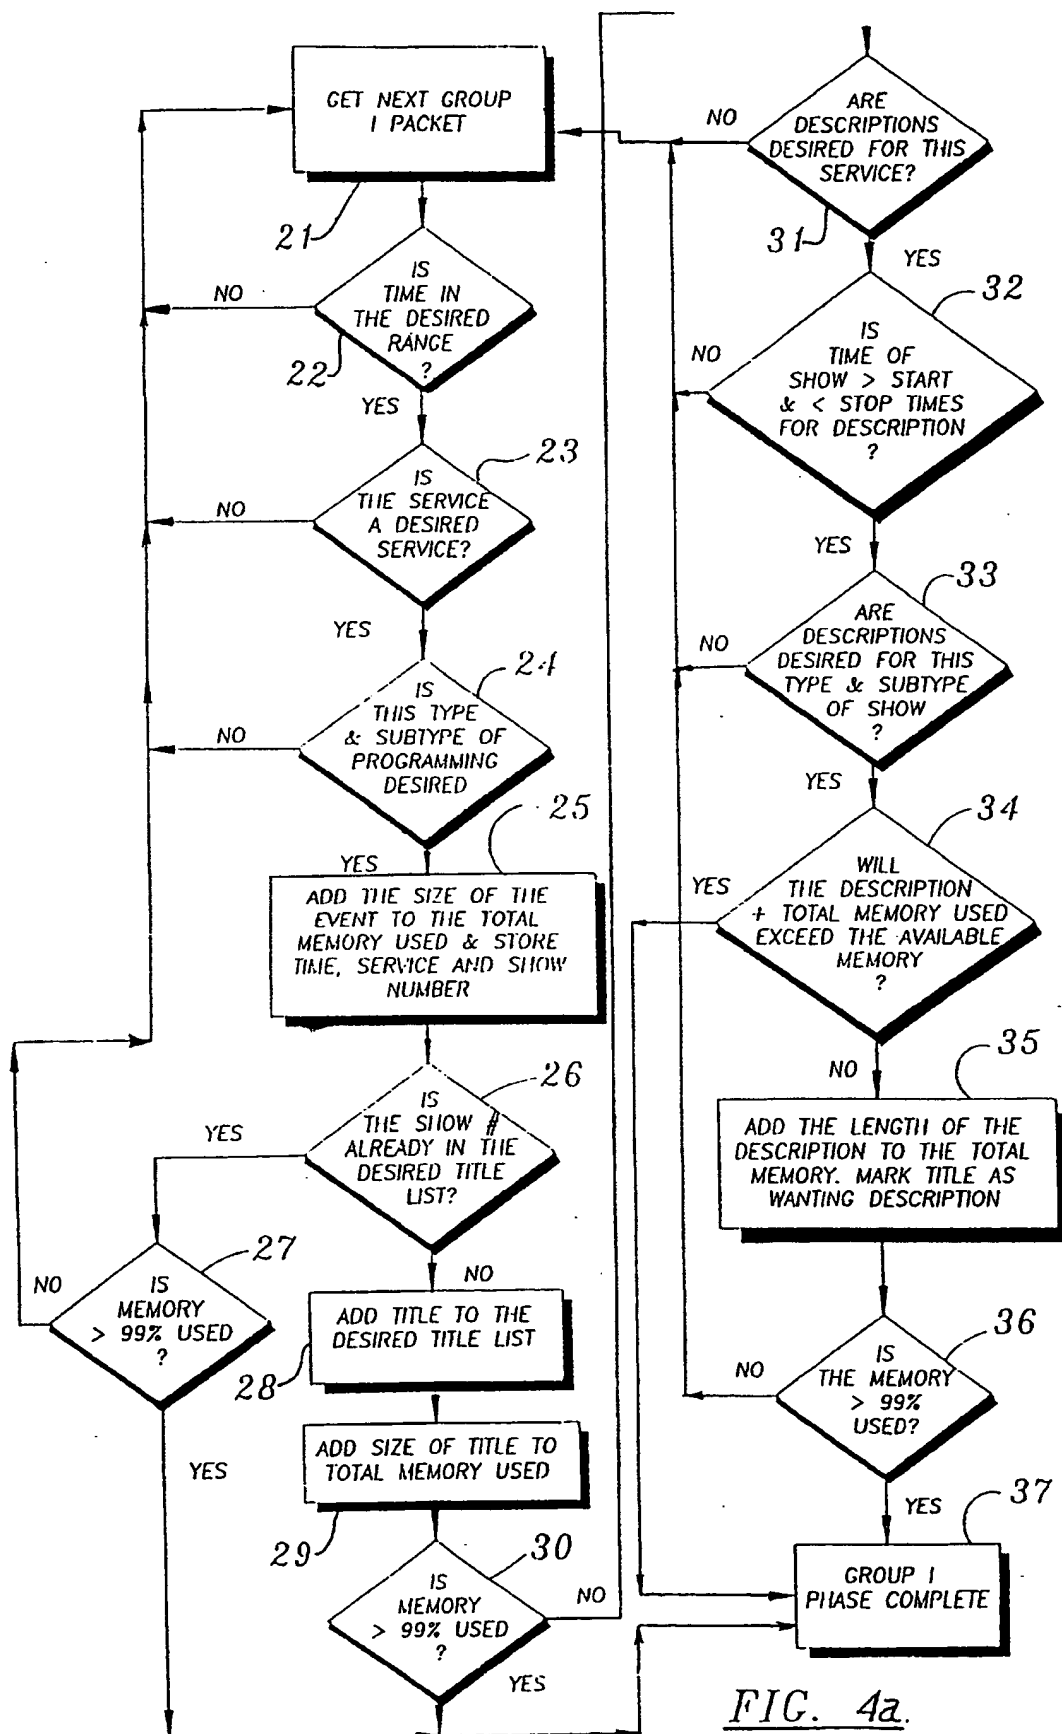 GET NEXT GROUP
1 PACKET
21
IS
TIME IN
THE DESIRED
RANGE
?
22
NO
YES
IS
THE SERVICE
A DESIRED
SERVICE?
23
NO
YES
IS
THIS TYPE
& SUBTYPE OF
PROGRAMMING
DESIRED
24
NO
YES
25
ADD THE SIZE OF THE
EVENT TO THE TOTAL
MEMORY USED & STORE
TIME, SERVICE AND SHOW
NUMBER
IS
THE SHOW #
ALREADY IN THE
DESIRED TITLE
LIST?
26
YES
NO
IS
MEMORY
> 99% USED
?
27
NO
YES
ADD TITLE TO THE
DESIRED TITLE LIST
28
ADD SIZE OF TITLE TO
TOTAL MEMORY USED
29
IS
MEMORY
> 99% USED
?
30
NO
YES
ARE
DESCRIPTIONS
DESIRED FOR THIS
SERVICE?
31
NO
YES
IS
TIME OF
SHOW > START
& < STOP TIMES
FOR DESCRIPTION
?
32
NO
YES
ARE
DESCRIPTIONS
DESIRED FOR THIS
TYPE & SUBTYPE
OF SHOW
?
33
NO
YES
WILL
THE DESCRIPTION
+ TOTAL MEMORY USED
EXCEED THE AVAILABLE
MEMORY
?
34
YES
NO
35
ADD THE LENGTH OF THE
DESCRIPTION TO THE TOTAL
MEMORY. MARK TITLE AS
WANTING DESCRIPTION
IS
THE MEMORY
> 99%
USED?
36
NO
YES
37
GROUP 1
PHASE COMPLETE
FIG. 4a.